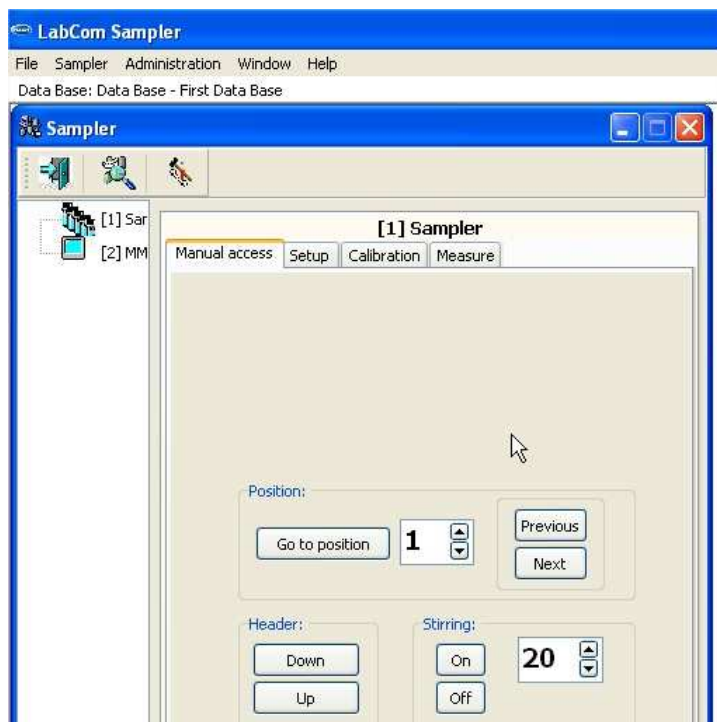 LabCom Sampler
File Sampler Administration Window Help
Data Base: Data Base - First Data Base
Sampler
[1] Sar
[2] MM
[1] Sampler
Manual access Setup Calibration Measure
Position:
Go to position 1 Previous
Next
Header: Stirring:
Down On 20
Up Off